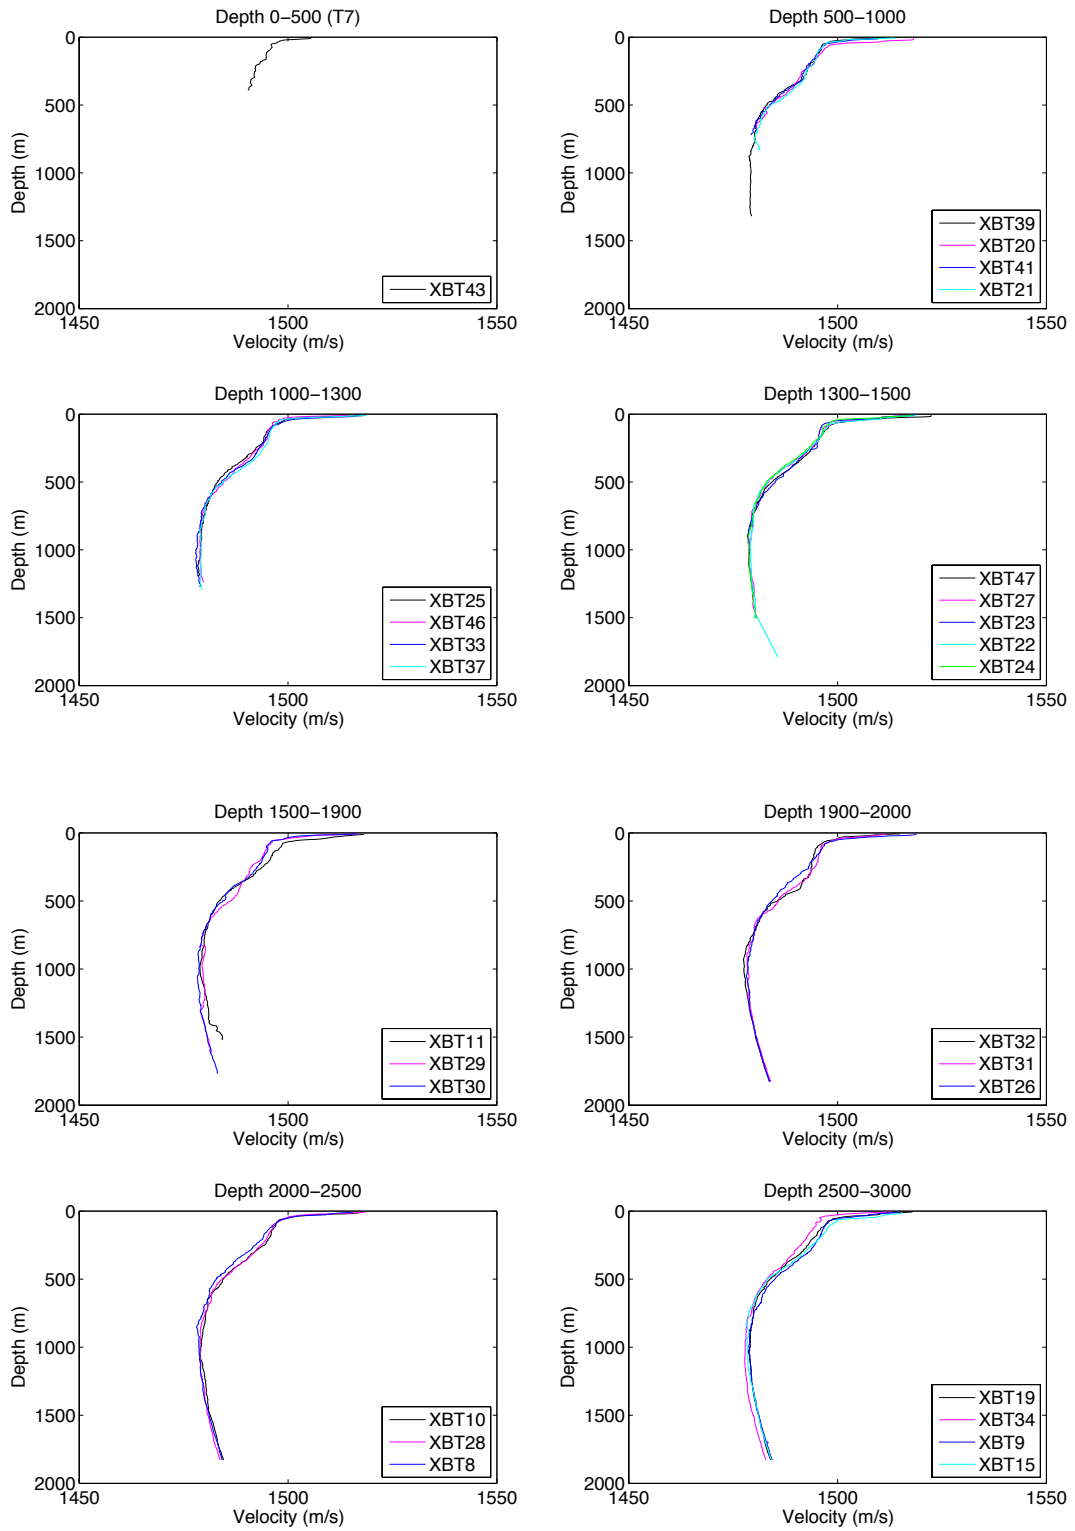 Depth 0−500 (T7)
0
500
1000
1500
2000
1450
1500
1550
Depth (m)
Velocity (m/s)
XBT43
Depth 500−1000
0
500
1000
1500
2000
1450
1500
1550
Depth (m)
Velocity (m/s)
XBT39
XBT20
XBT41
XBT21
Depth 1000−1300
0
500
1000
1500
2000
1450
1500
1550
Depth (m)
Velocity (m/s)
XBT25
XBT46
XBT33
XBT37
Depth 1300−1500
0
500
1000
1500
2000
1450
1500
1550
Depth (m)
Velocity (m/s)
XBT47
XBT27
XBT23
XBT22
XBT24
Depth 1500−1900
0
500
1000
1500
2000
1450
1500
1550
Depth (m)
Velocity (m/s)
XBT11
XBT29
XBT30
Depth 1900−2000
0
500
1000
1500
2000
1450
1500
1550
Depth (m)
Velocity (m/s)
XBT32
XBT31
XBT26
Depth 2000−2500
0
500
1000
1500
2000
1450
1500
1550
Depth (m)
Velocity (m/s)
XBT10
XBT28
XBT8
Depth 2500−3000
0
500
1000
1500
2000
1450
1500
1550
Depth (m)
Velocity (m/s)
XBT19
XBT34
XBT9
XBT15